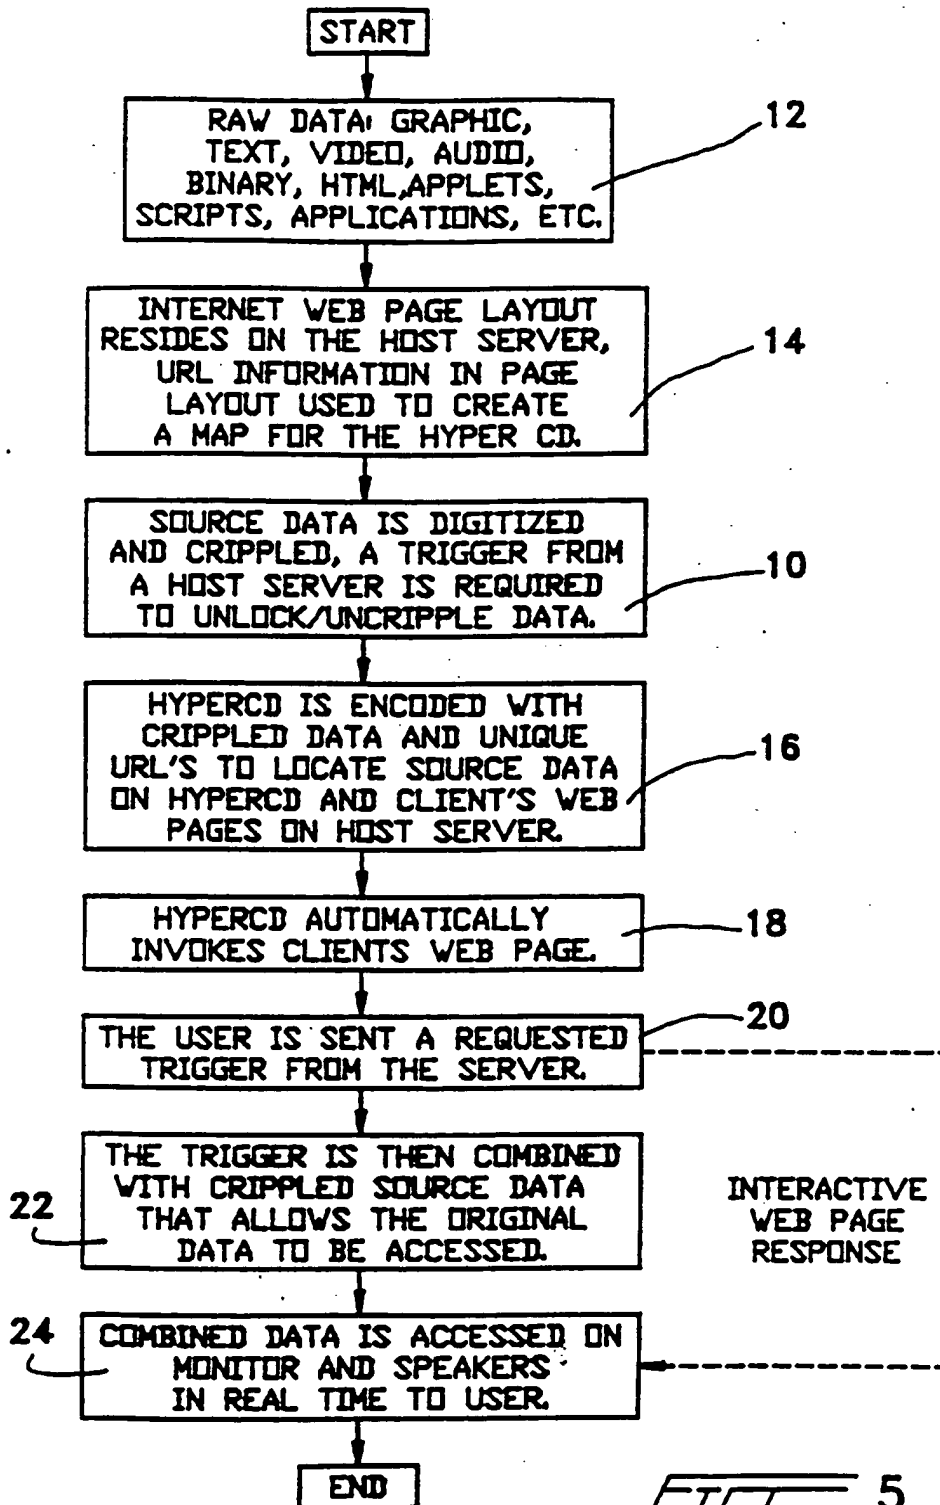 START
RAW DATA: GRAPHIC,
TEXT, VIDEO, AUDIO,
BINARY, HTML,APPLETS,
SCRIPTS, APPLICATIONS, ETC.
12
INTERNET WEB PAGE LAYOUT
RESIDES ON THE HOST SERVER,
URL INFORMATION IN PAGE
LAYOUT USED TO CREATE
A MAP FOR THE HYPER CD.
14
SOURCE DATA IS DIGITIZED
AND CRIPPLED, A TRIGGER FROM
A HOST SERVER IS REQUIRED
TO UNLOCK/UNCRIPPLE DATA.
10
HYPERCD IS ENCODED WITH
CRIPPLED DATA AND UNIQUE
URL'S TO LOCATE SOURCE DATA
ON HYPERCD AND CLIENT'S WEB
PAGES ON HOST SERVER.
16
HYPERCD AUTOMATICALLY
INVOKES CLIENTS WEB PAGE.
18
THE USER IS SENT A REQUESTED
TRIGGER FROM THE SERVER.
20
THE TRIGGER IS THEN COMBINED
WITH CRIPPLED SOURCE DATA
THAT ALLOWS THE ORIGINAL
DATA TO BE ACCESSED.
22
INTERACTIVE
WEB PAGE
RESPONSE
COMBINED DATA IS ACCESSED ON
MONITOR AND SPEAKERS
IN REAL TIME TO USER.
24
END
5